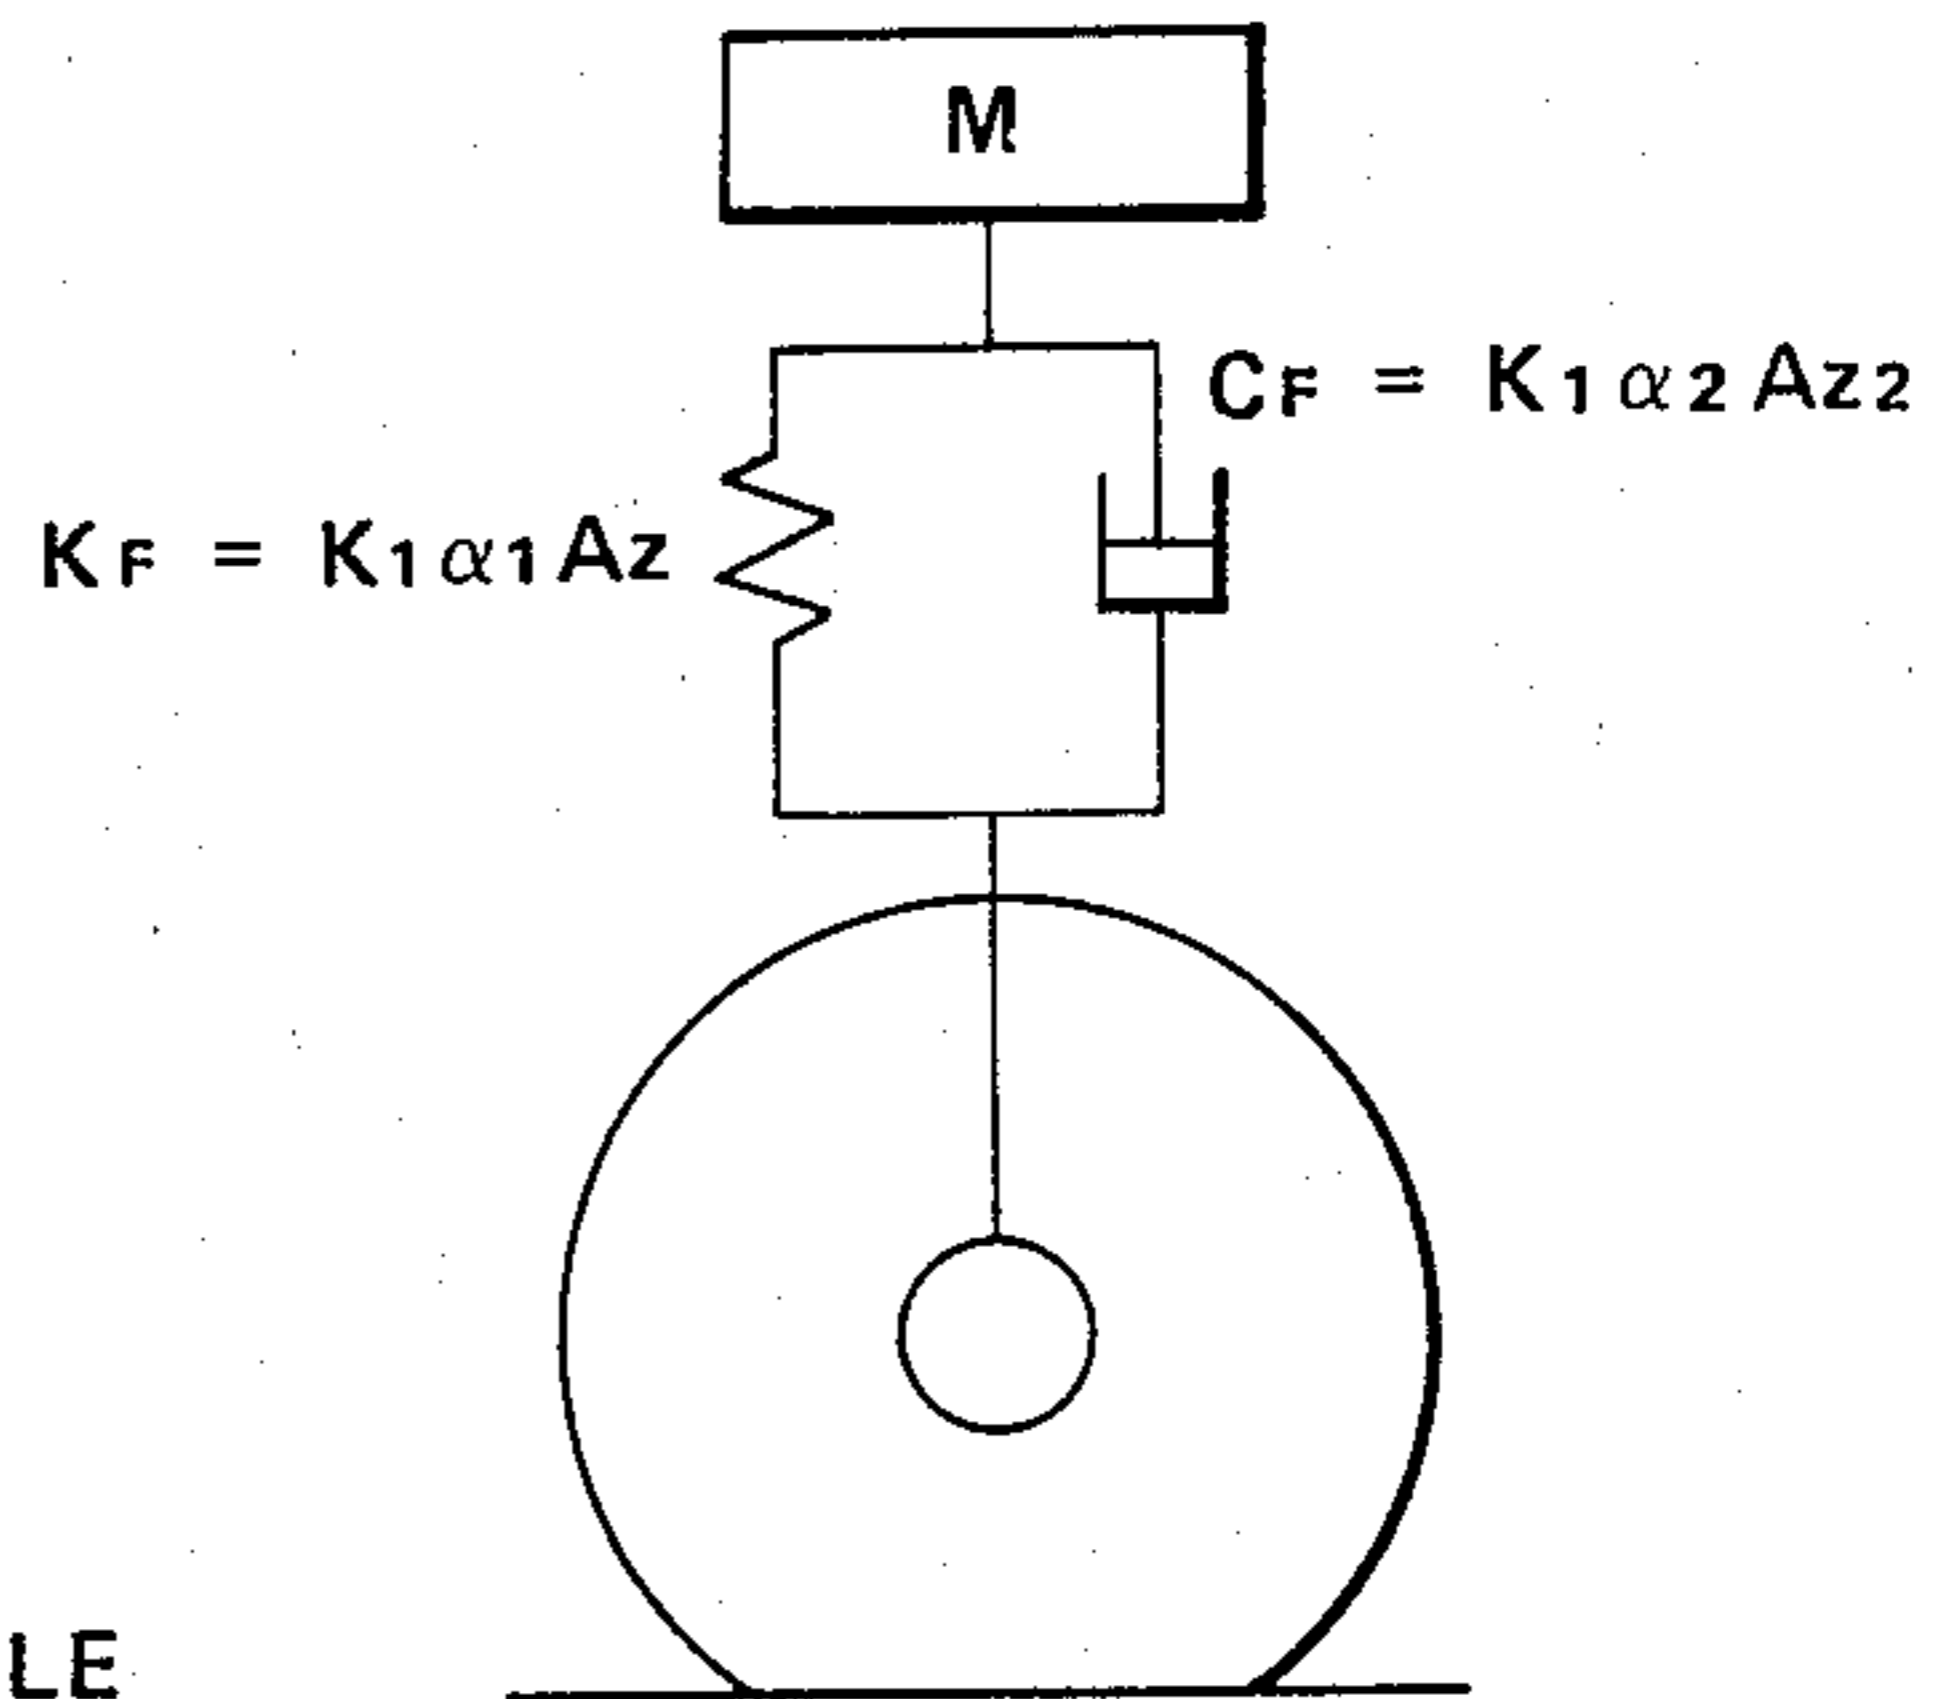 M
CF = K1α2Az2
KF = K1α1Az
LE